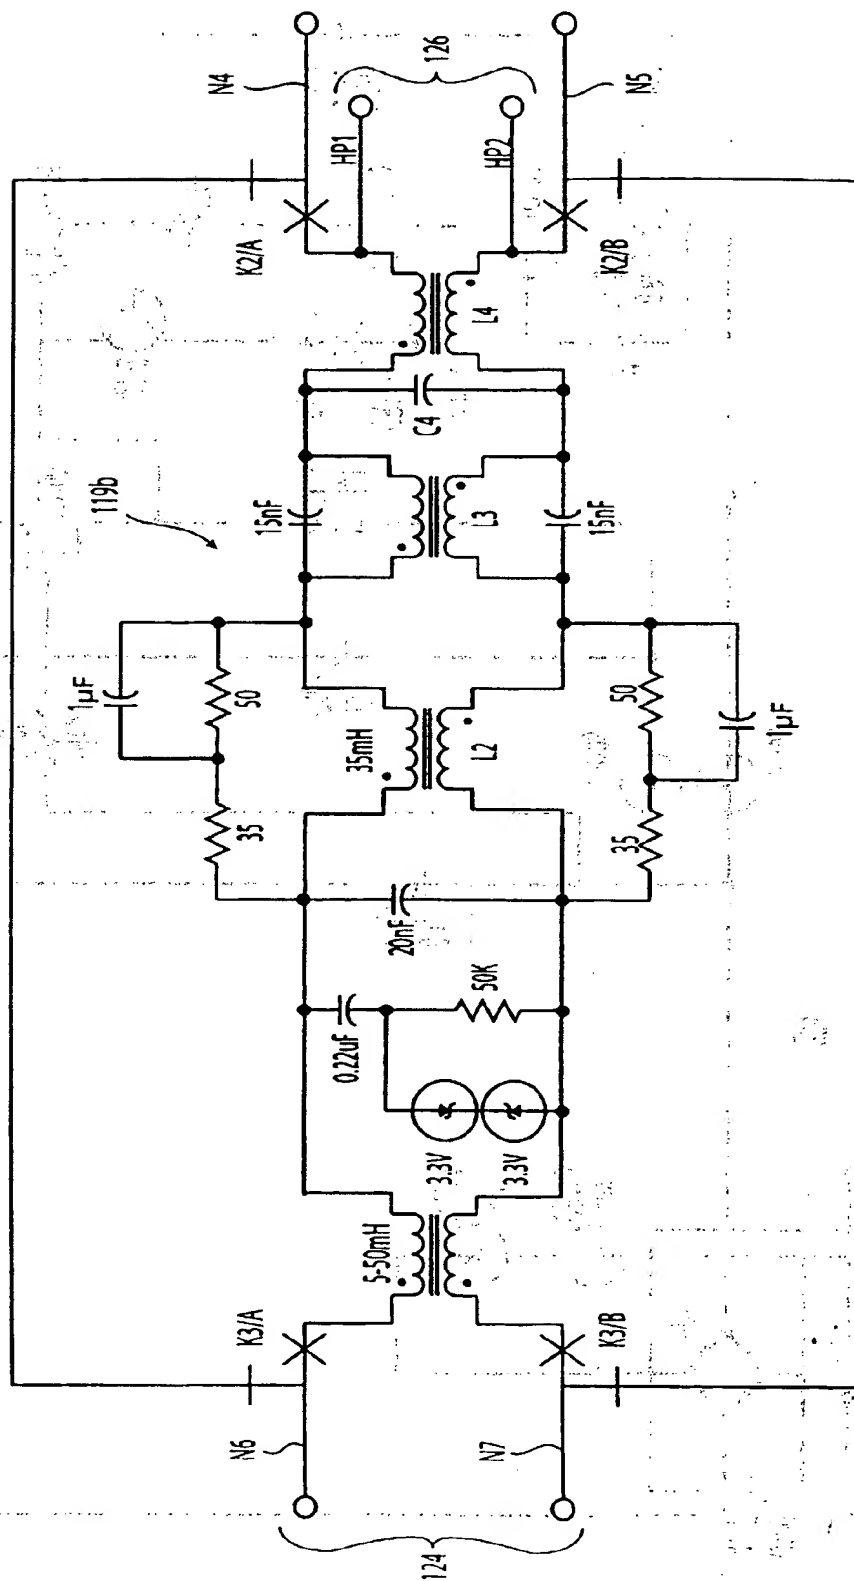 N4
HP1
126
HP2
N5
K2/A
K2/B
L4
C4
119b
15nF
L3
15nF
1µF
50
35mH
L2
50
1µF
35
35
20nF
0.22uF
50K
3.3V
3.3V
5-50mH
K3/A
K3/B
N6
N7
124